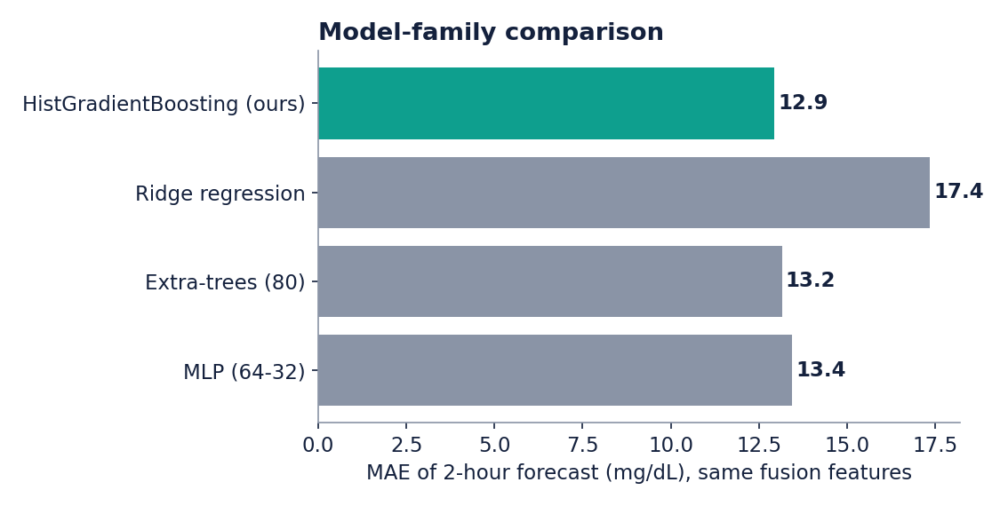 Model-family comparison
HistGradientBoosting (ours)
12.9
Ridge regression
17.4
Extra-trees (80)
13.2
MLP (64-32)
13.4
0.0 2.5 5.0 7.5 10.0 12.5 15.0 17.5
MAE of 2-hour forecast (mg/dL), same fusion features